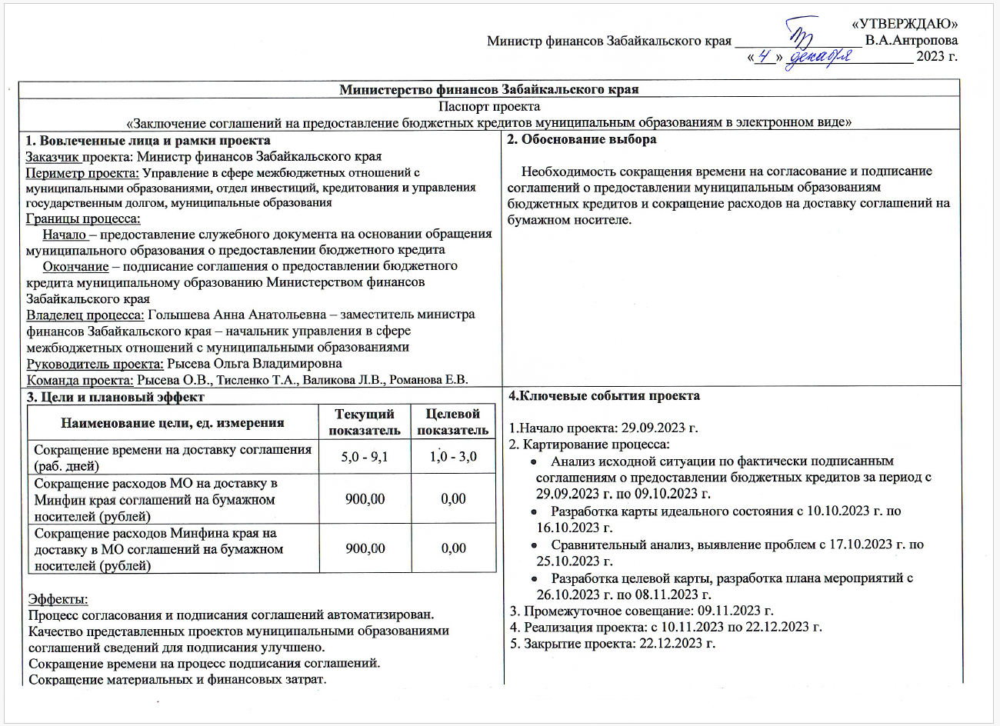 «УТВЕРЖДАЮ»
Министр финансов Забайкальского края ____________________ В.А.Антропова
« 4 » декабря 2023 г.
Министерство финансов Забайкальского края
Паспорт проекта
«Заключение соглашений на предоставление бюджетных кредитов муниципальным образованиям в электронном виде»
1. Вовлеченные лица и рамки проекта
Заказчик проекта: Министр финансов Забайкальского края
Периметр проекта: Управление в сфере межбюджетных отношений с
муниципальными образованиями, отдел инвестиций, кредитования и управления
государственным долгом, муниципальные образования
Границы процесса:
Начало – предоставление служебного документа на основании обращения
муниципального образования о предоставлении бюджетного кредита
Окончание – подписание соглашения о предоставлении бюджетного
кредита муниципальному образованию Министерством финансов
Забайкальского края
Владелец процесса: Голышева Анна Анатольевна – заместитель министра
финансов Забайкальского края – начальник управления в сфере
межбюджетных отношений с муниципальными образованиями
Руководитель проекта: Рысева Ольга Владимировна
Команда проекта: Рысева О.В., Тисленко Т.А., Валикова Л.В., Романова Е.В.
2. Обоснование выбора
Необходимость сокращения времени на согласование и подписание
соглашений о предоставлении муниципальным образованиям
бюджетных кредитов и сокращение расходов на доставку соглашений на
бумажном носителе.
3. Цели и плановый эффект
Наименование цели, ед. измерения
Текущий
показатель
Целевой
показатель
Сокращение времени на доставку соглашения
(раб. дней)
5,0 - 9,1
1,0 - 3,0
Сокращение расходов МО на доставку в
Минфин края соглашений на бумажном
носителей (рублей)
900,00
0,00
Сокращение расходов Минфина края на
доставку в МО соглашений на бумажном
носителей (рублей)
900,00
0,00
Эффекты:
Процесс согласования и подписания соглашений автоматизирован.
Качество представленных проектов муниципальными образованиями
соглашений сведений для подписания улучшено.
Сокращение времени на процесс подписания соглашений.
Сокращение материальных и финансовых затрат.
4.Ключевые события проекта
1.Начало проекта: 29.09.2023 г.
2. Картирование процесса:
• Анализ исходной ситуации по фактически подписанным
соглашениям о предоставлении бюджетных кредитов за период с
29.09.2023 г. по 09.10.2023 г.
• Разработка карты идеального состояния с 10.10.2023 г. по
16.10.2023 г.
• Сравнительный анализ, выявление проблем с 17.10.2023 г. по
25.10.2023 г.
• Разработка целевой карты, разработка плана мероприятий с
26.10.2023 г. по 08.11.2023 г.
3. Промежуточное совещание: 09.11.2023 г.
4. Реализация проекта: с 10.11.2023 по 22.12.2023 г.
5. Закрытие проекта: 22.12.2023 г.